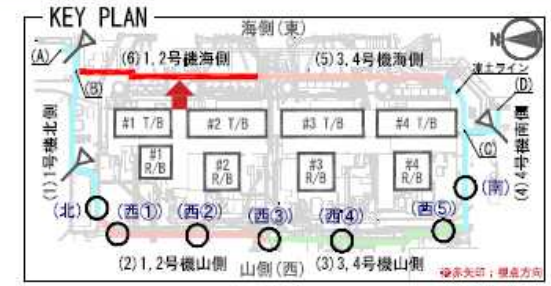 KEY PLAN
海側(東)
N
(A)
(6)1,2号機海側
(5)3,4号機海側
凍土ライン
(B)
(D)
#1 T/B
#2 T/B
#3 T/B
#4 T/B
(C)
(1)1号機北側
(4)4号機南側
#1
R/B
#2
R/B
#3
R/B
#4
R/B
(北)
(西①)
(西②)
(西③)
(西④)
(西⑤)
(南)
(2)1,2号機山側
山側(西)
(3)3,4号機山側
赤矢印;視点方向